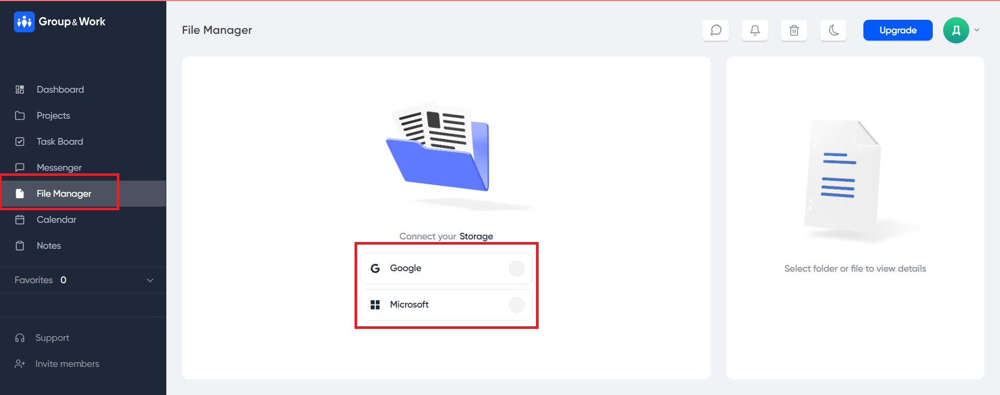 Group & Work
File Manager
Upgrade
Д
Dashboard
Projects
Task Board
Messenger
File Manager
Calendar
Notes
Favorites 0
Support
Invite members
Connect your Storage
Google
Microsoft
Select folder or file to view details